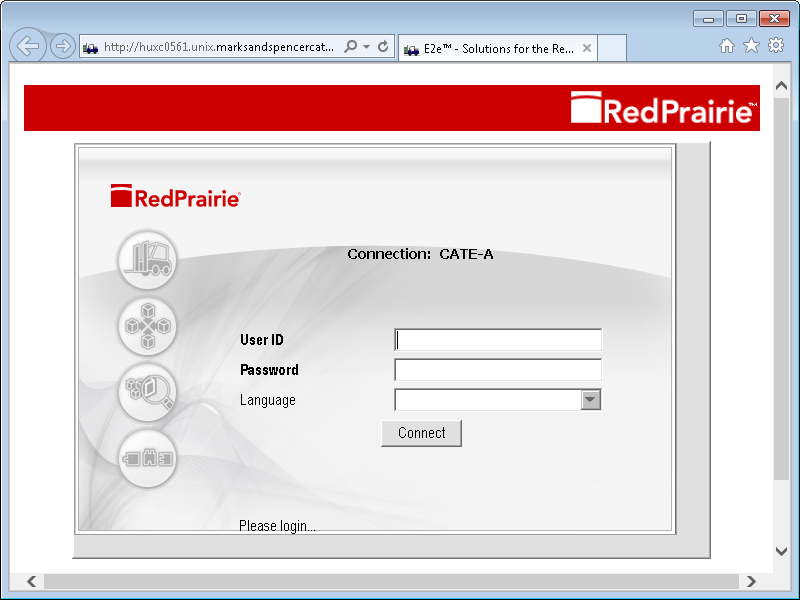 http://huxc0561.unix.marksandspencercat...
E2e™ - Solutions for the Re...
RedPrairie™
RedPrairie®
Connection: CATE-A
User ID
Password
Language
Connect
Please login...